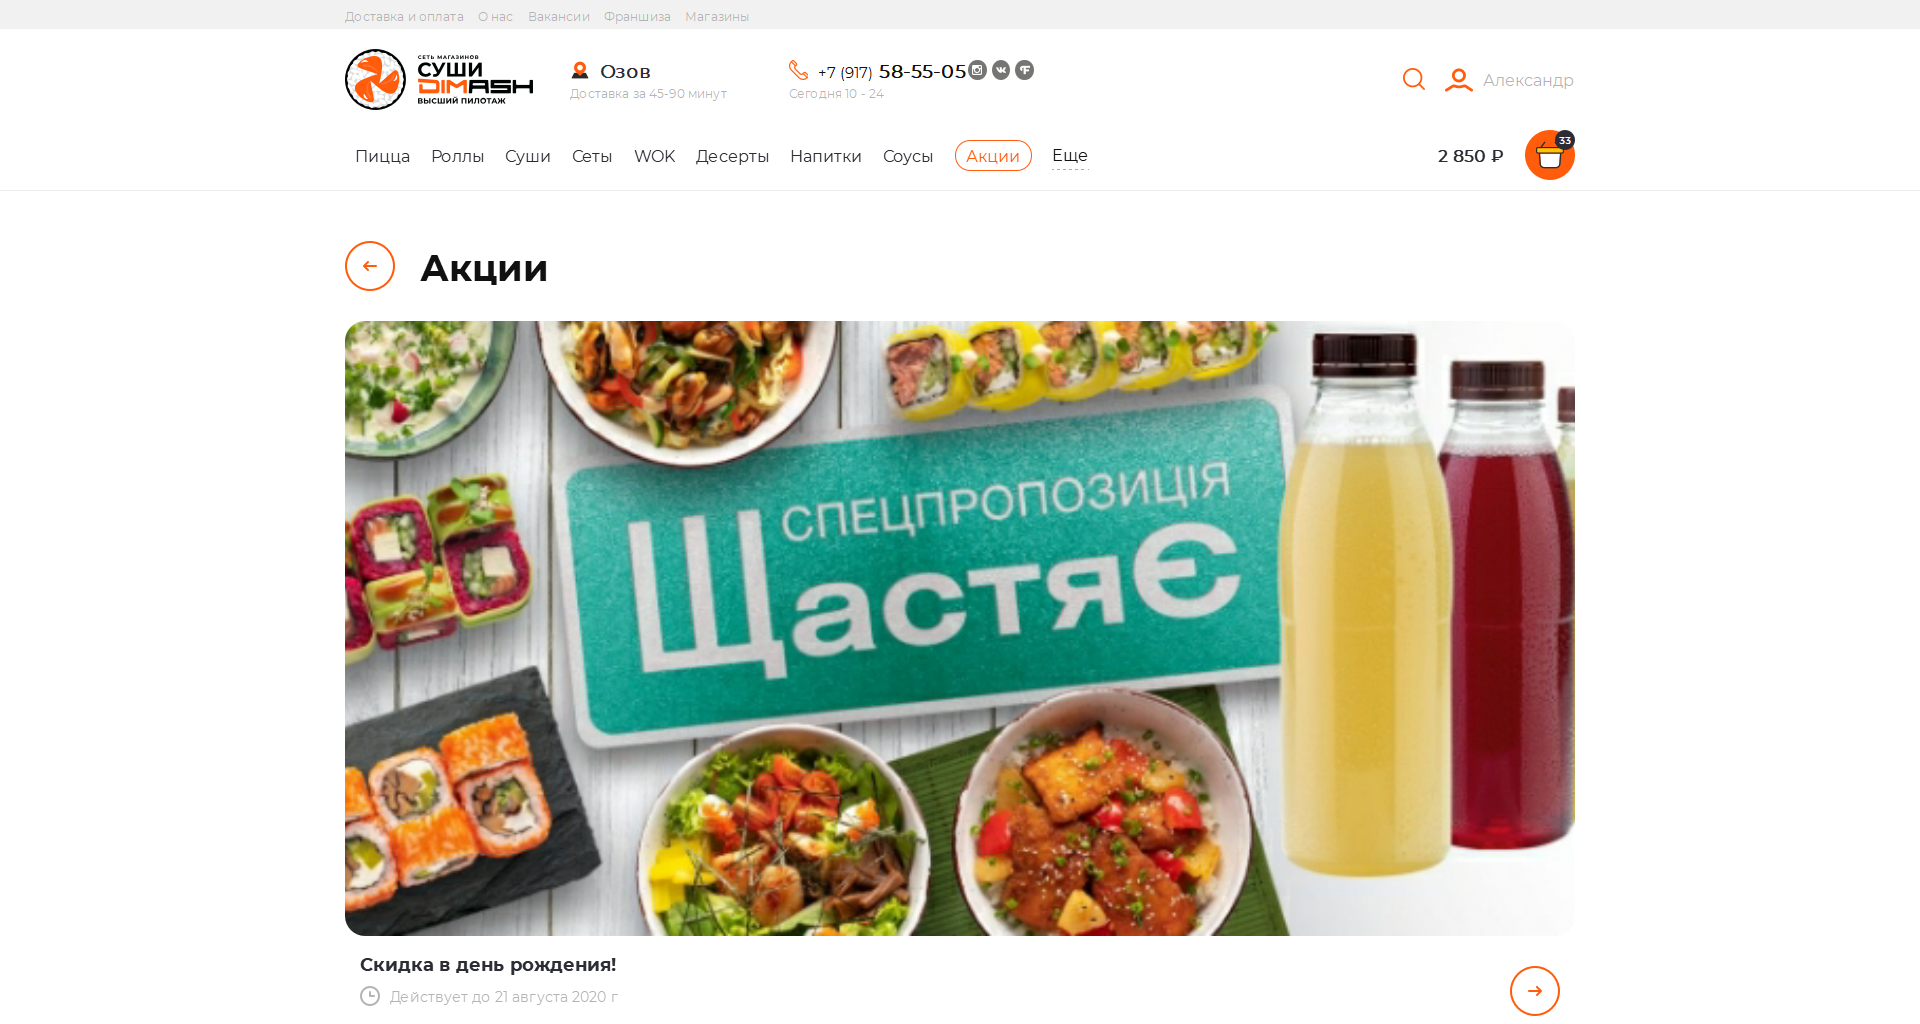 Доставка и оплата О нас Вакансии Франшиза Магазины
СЕТЬ МАГАЗИНОВ
СУШИ
DIMASH
ВЫСШИЙ ПИЛОТАЖ
Озов
Доставка за 45-90 минут
+7 (917) 58-55-05
Сегодня 10 - 24
Александр
Пицца Роллы Суши Сеты WOK Десерты Напитки Соусы Акции Еще
2 850 ₽
33
Акции
СПЕЦПРОПОЗИЦІЯ
ЩастяЄ
Скидка в день рождения!
Действует до 21 августа 2020 г